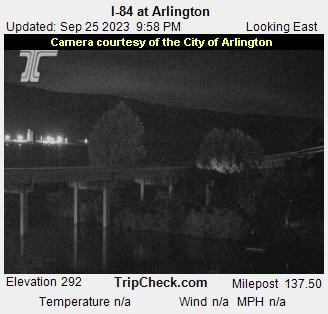 I-84 at Arlington
Updated: Sep 25 2023 9:58 PM Looking East
Camera courtesy of the City of Arlington
Elevation 292 TripCheck.com Milepost 137.50
Temperature n/a Wind n/a MPH n/a